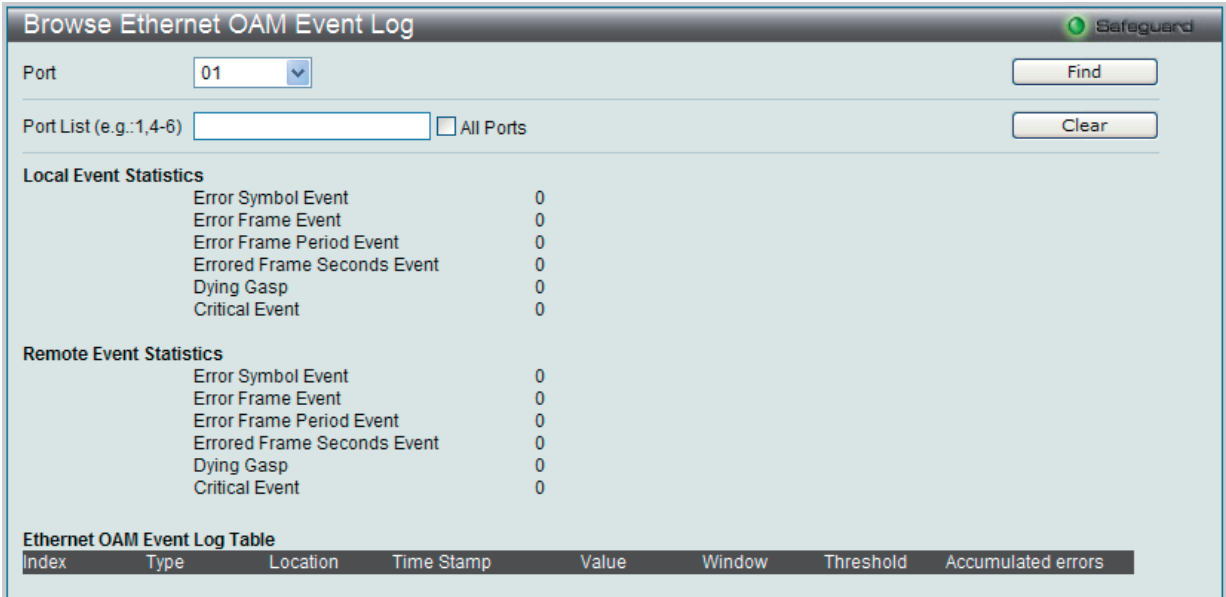 Browse Ethernet OAM Event Log Safeguard
Port 01 Find
Port List (e.g.:1,4-6) All Ports Clear
Local Event Statistics
Error Symbol Event 0
Error Frame Event 0
Error Frame Period Event 0
Errored Frame Seconds Event 0
Dying Gasp 0
Critical Event 0
Remote Event Statistics
Error Symbol Event 0
Error Frame Event 0
Error Frame Period Event 0
Errored Frame Seconds Event 0
Dying Gasp 0
Critical Event 0
Ethernet OAM Event Log Table
Index Type Location Time Stamp Value Window Threshold Accumulated errors